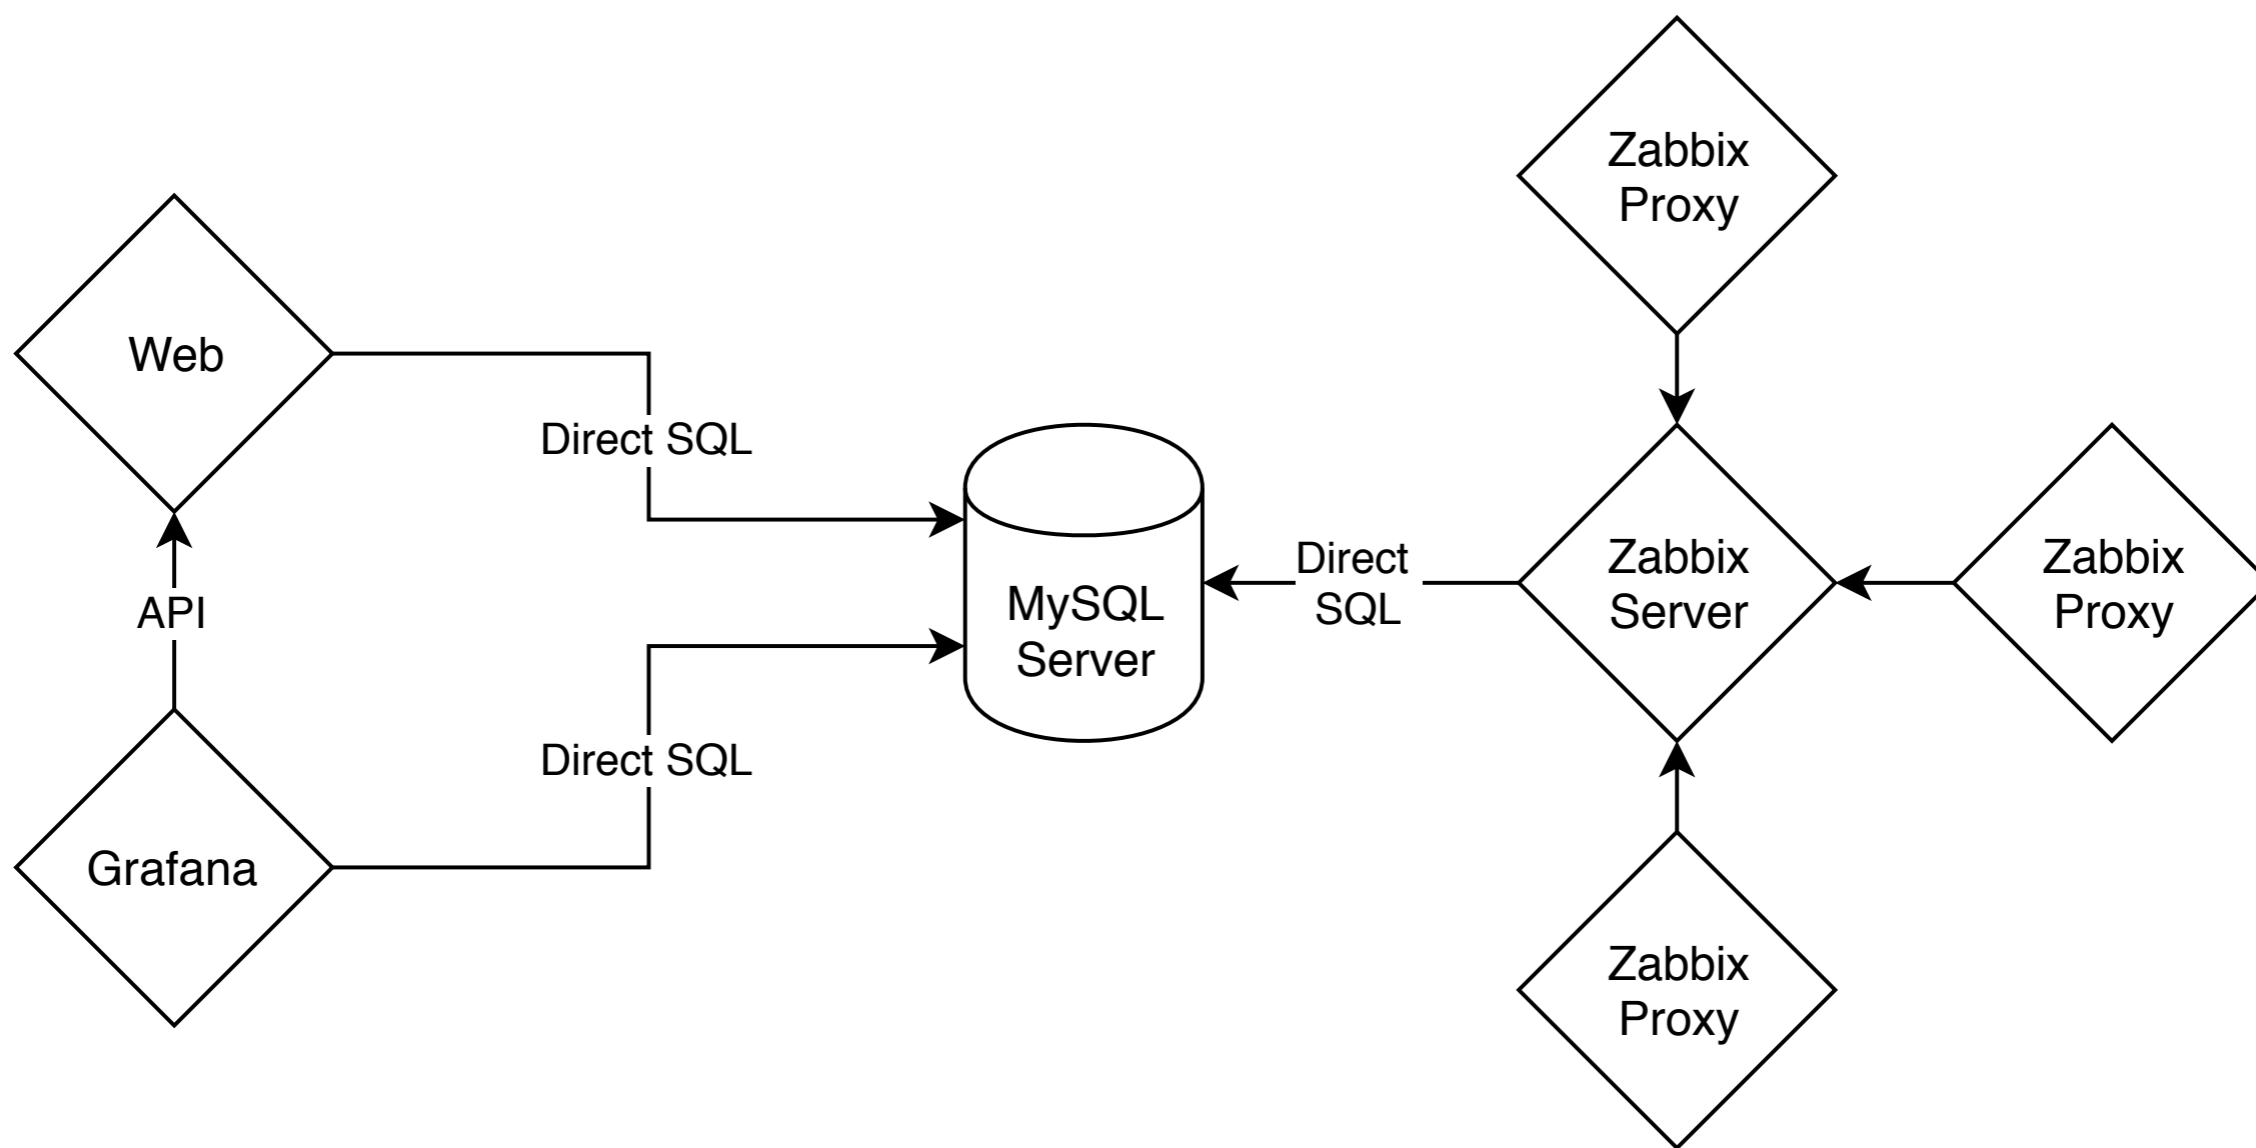 Zabbix
Proxy
Web
Direct SQL
MySQL
Server
Direct
SQL
Zabbix
Server
Zabbix
Proxy
API
Direct SQL
Grafana
Zabbix
Proxy